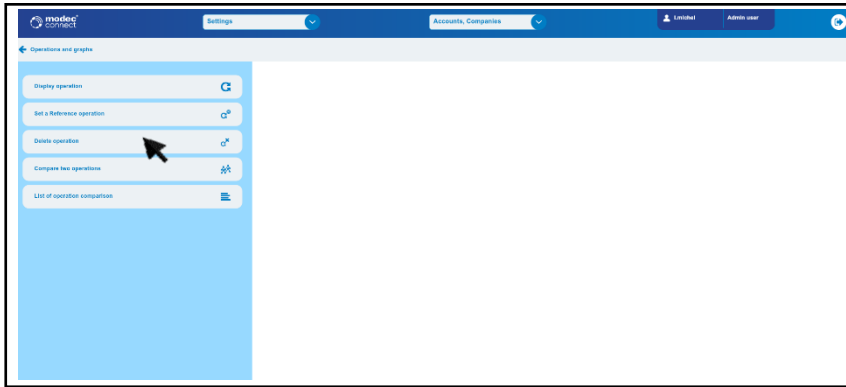 modec
connect
Settings
Accounts, Companies
Lmichel
Admin user
Operations and graphs
Display operation
Set a Reference operation
Delete operation
Compare two operations
List of operation comparison